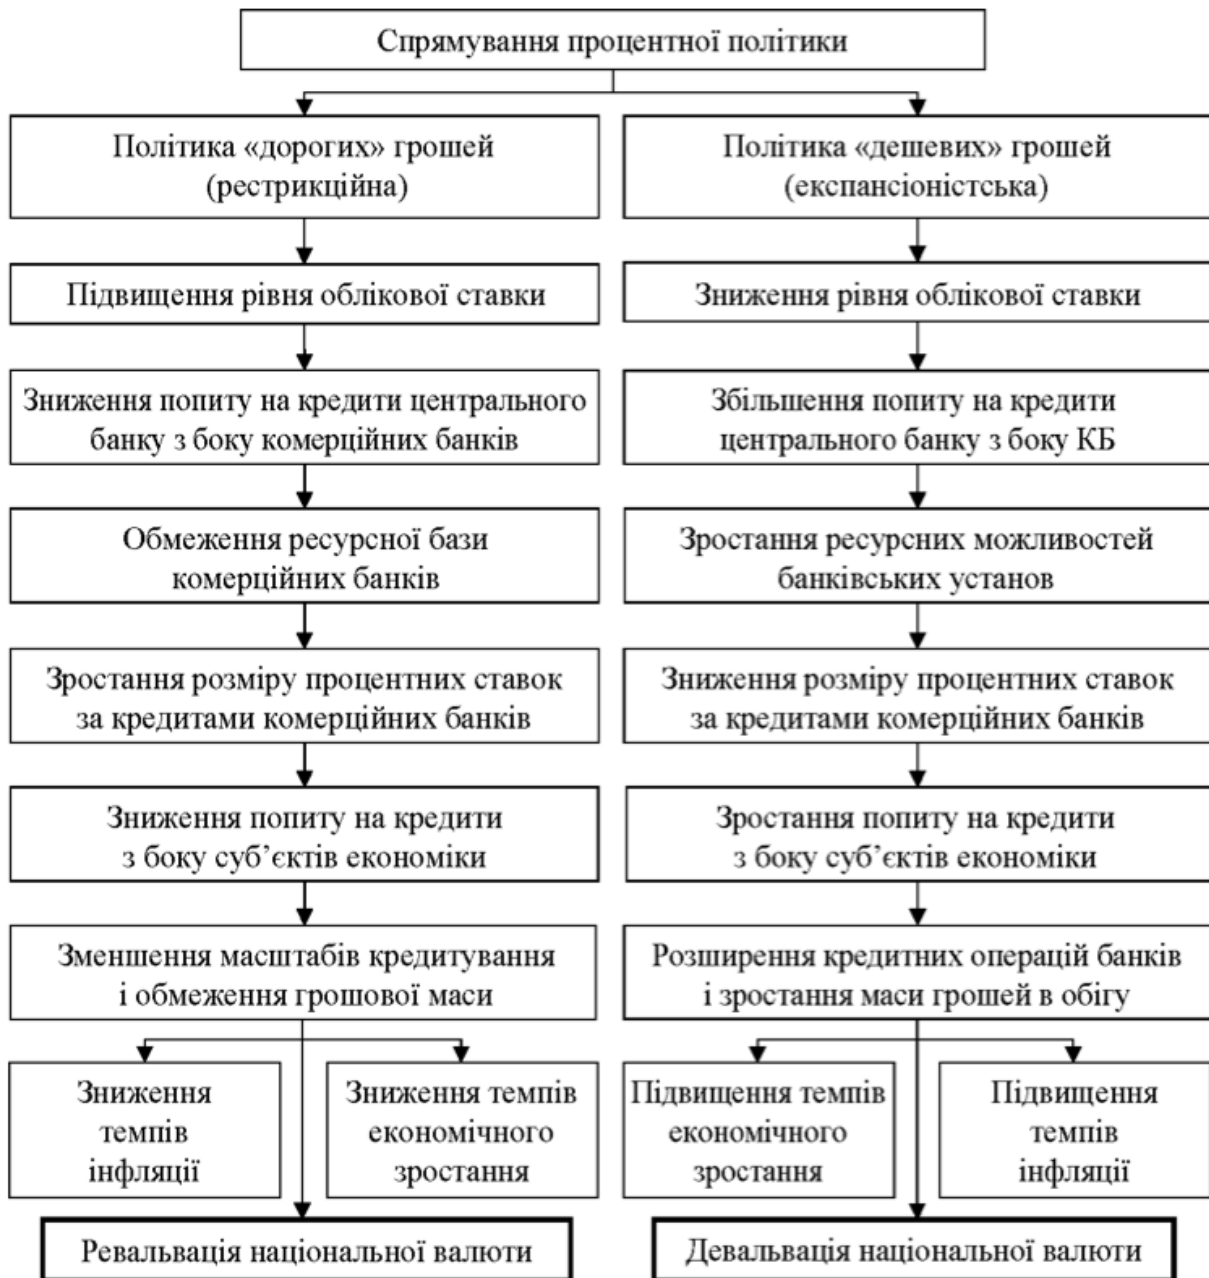 Спрямування процентної політики
Політика «дорогих» грошей
(рестрикційна)
Політика «дешевих» грошей
(експансіоністська)
Підвищення рівня облікової ставки
Зниження рівня облікової ставки
Зниження попиту на кредити центрального
банку з боку комерційних банків
Збільшення попиту на кредити
центрального банку з боку КБ
Обмеження ресурсної бази
комерційних банків
Зростання ресурсних можливостей
банківських установ
Зростання розміру процентних ставок
за кредитами комерційних банків
Зниження розміру процентних ставок
за кредитами комерційних банків
Зниження попиту на кредити
з боку суб’єктів економіки
Зростання попиту на кредити
з боку суб’єктів економіки
Зменшення масштабів кредитування
і обмеження грошової маси
Розширення кредитних операцій банків
і зростання маси грошей в обігу
Зниження
темпів
інфляції
Зниження темпів
економічного
зростання
Підвищення темпів
економічного
зростання
Підвищення
темпів
інфляції
Ревальвація національної валюти
Девальвація національної валюти